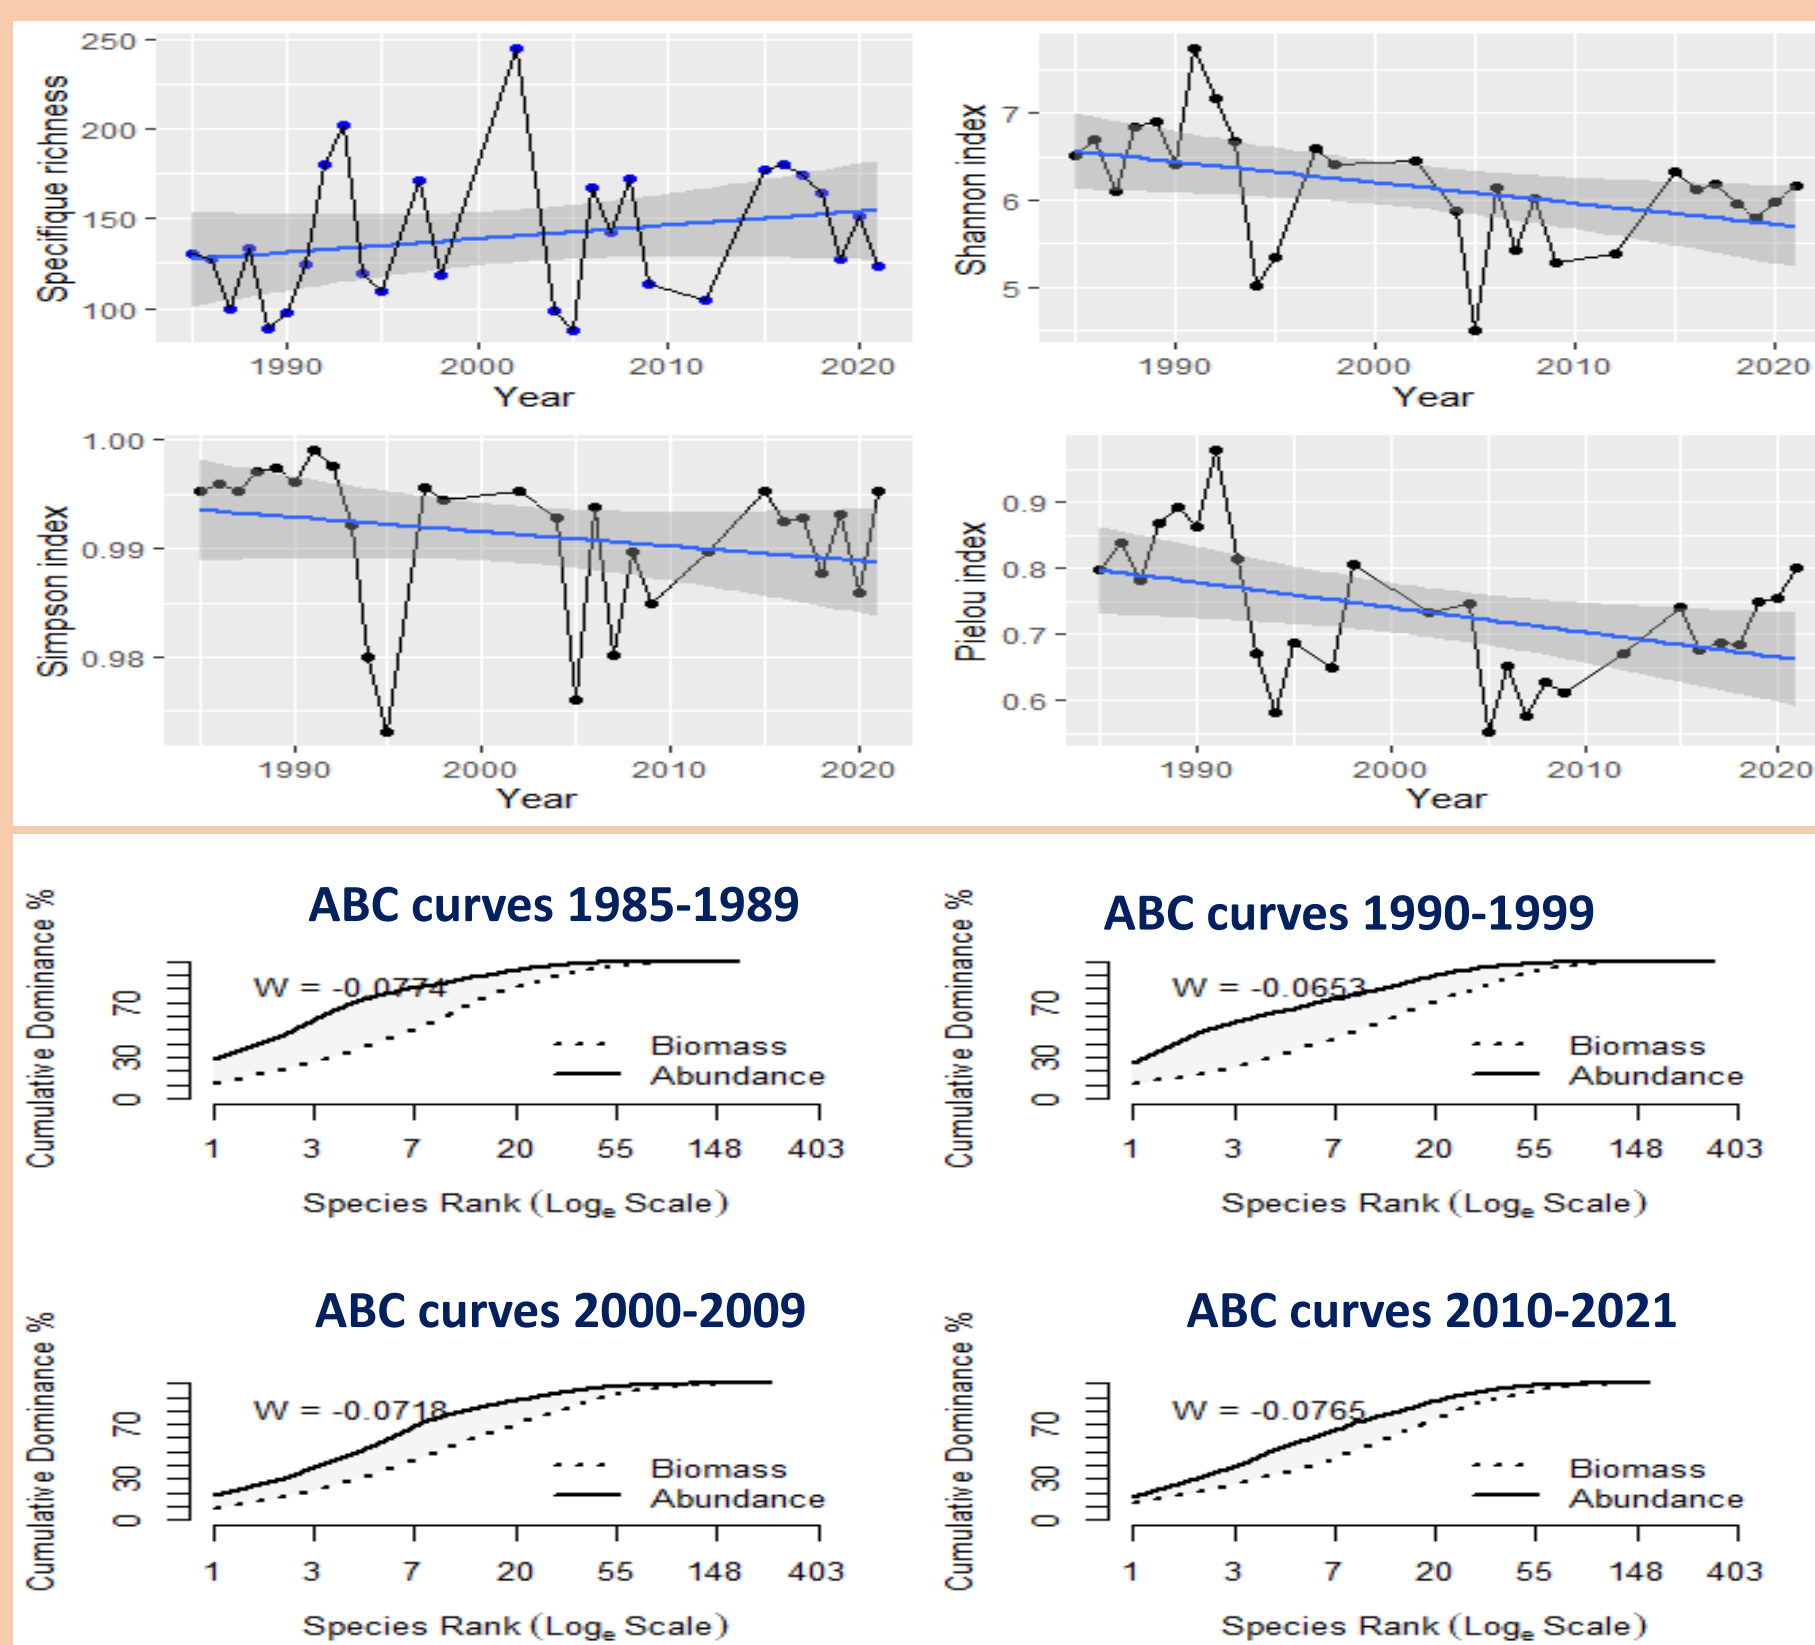 Specifique richness
250
200
150
100
1990 2000 2010 2020
Year
Shannon index
7
6
5
1990 2000 2010 2020
Year
Simpson index
1.00
0.99
0.98
1990 2000 2010 2020
Year
Pielou index
0.9
0.8
0.7
0.6
1990 2000 2010 2020
Year
ABC curves 1985-1989
Cumulative Dominance %
70
30
0
W = -0.0774
Biomass
Abundance
1 3 7 20 55 148 403
Species Rank (Logₑ Scale)
ABC curves 1990-1999
Cumulative Dominance %
70
30
0
W = -0.0653
Biomass
Abundance
1 3 7 20 55 148 403
Species Rank (Logₑ Scale)
ABC curves 2000-2009
Cumulative Dominance %
70
30
0
W = -0.0718
Biomass
Abundance
1 3 7 20 55 148 403
Species Rank (Logₑ Scale)
ABC curves 2010-2021
Cumulative Dominance %
70
30
0
W = -0.0765
Biomass
Abundance
1 3 7 20 55 148 403
Species Rank (Logₑ Scale)